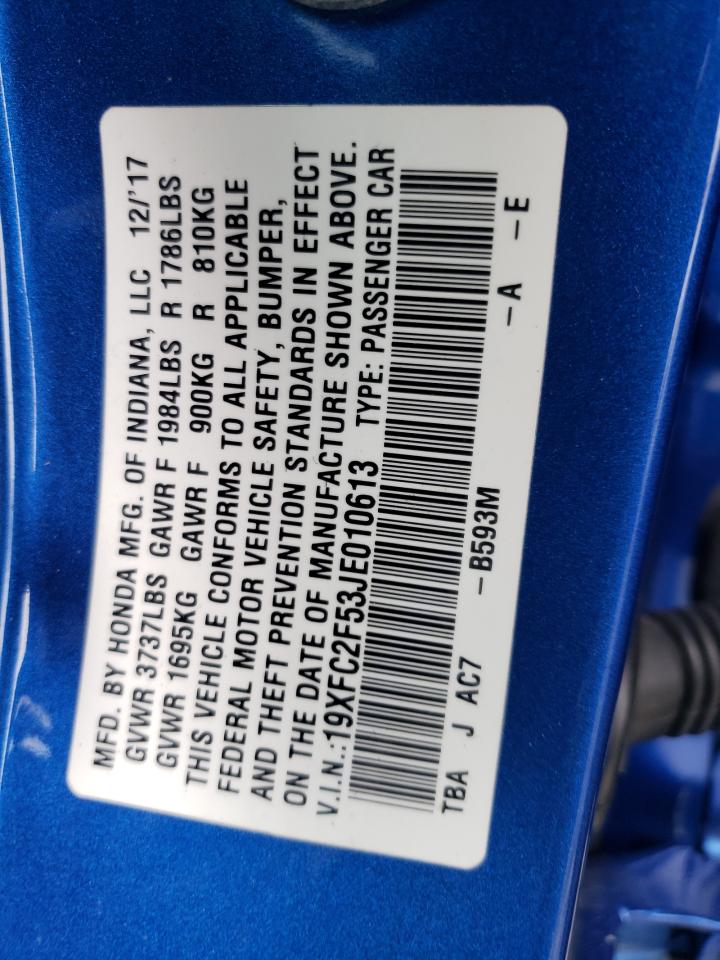 MFD. BY HONDA MFG. OF INDIANA, LLC 12/'17
GVWR 3737LBS GAWR F 1984LBS R 1786LBS
GVWR 1695KG GAWR F 900KG R 810KG
THIS VEHICLE CONFORMS TO ALL APPLICABLE
FEDERAL MOTOR VEHICLE SAFETY, BUMPER,
AND THEFT PREVENTION STANDARDS IN EFFECT
ON THE DATE OF MANUFACTURE SHOWN ABOVE.
V.I.N.:19XFC2F53JE010613 TYPE: PASSENGER CAR
TBA J AC7 -B593M -A -E